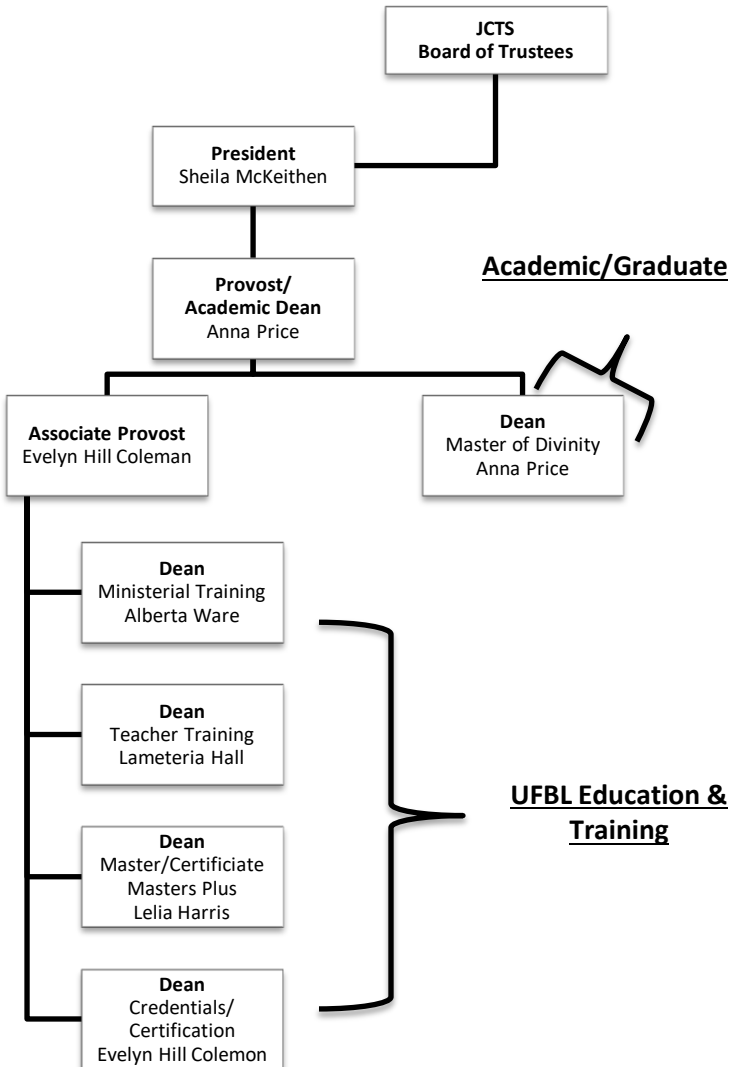 JCTS
Board of Trustees
President
Sheila McKeithen
Academic/Graduate
Provost/
Academic Dean
Anna Price
Associate Provost
Evelyn Hill Coleman
Dean
Master of Divinity
Anna Price
Dean
Ministerial Training
Alberta Ware
Dean
Teacher Training
Lameteria Hall
UFBL Education &
Training
Dean
Master/Certificiate
Masters Plus
Lelia Harris
Dean
Credentials/
Certification
Evelyn Hill Colemon